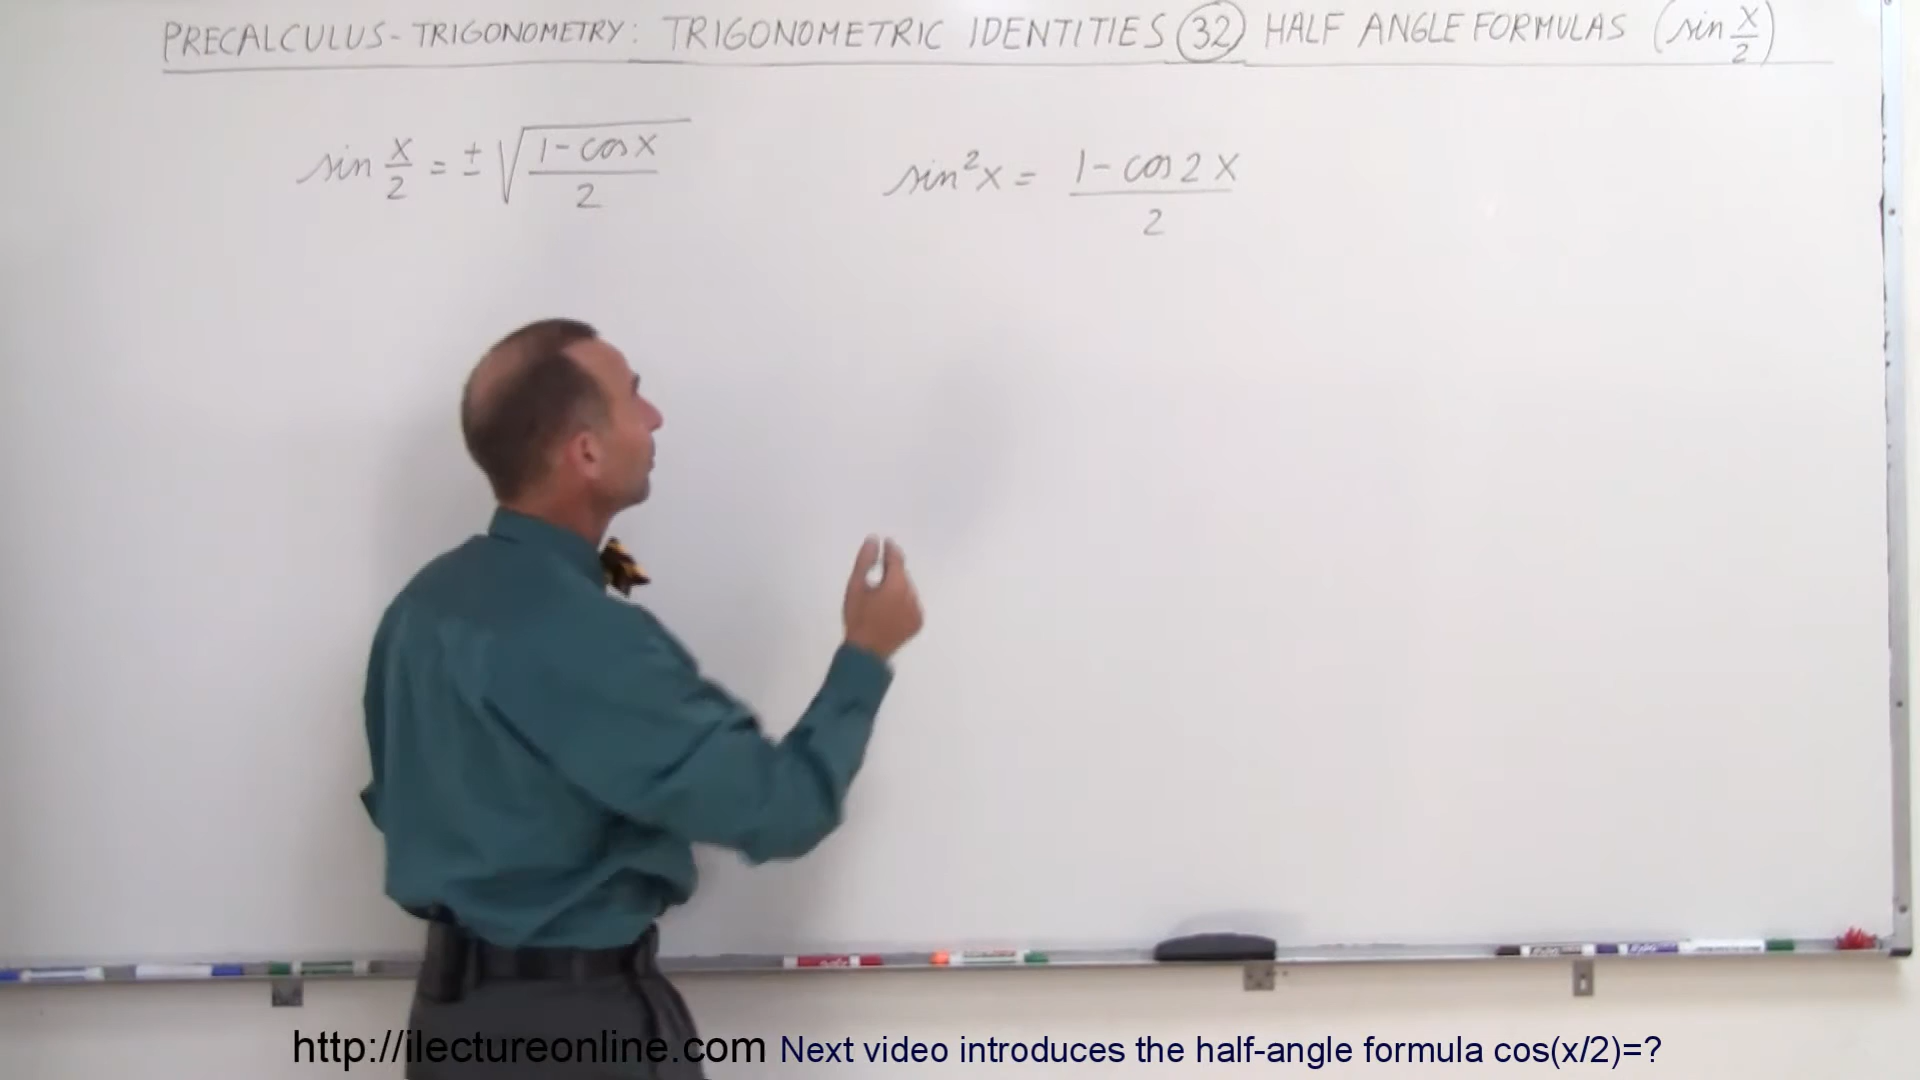 PRECALCULUS - TRIGONOMETRY: TRIGONOMETRIC IDENTITIES 32 HALF ANGLE FORMULAS (sin x/2)
sin x/2 = ± √((1 - cos x)/2)
sin²x = (1 - cos 2x)/2
http://ilectureonline.com Next video introduces the half-angle formula cos(x/2)=?